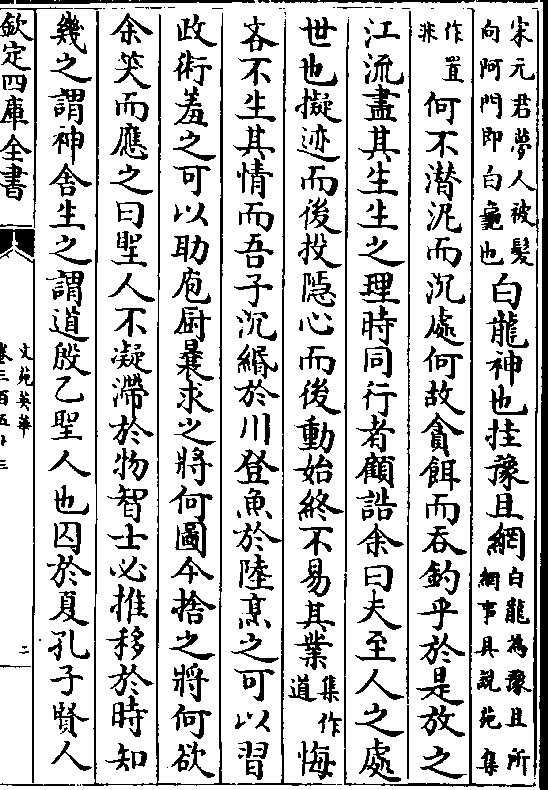 宋元君夢人被髮
向阿門即白龜也
白龍神也挂豫且網
白龍為豫且所
網事具説苑集
作罝
非
何不潛泥而沉處何故貪餌而吞釣乎於是放之
江流盡其生生之理時同行者顧誥余曰夫至人之處
世也擬迹而後投隱心而後動始終不易其業
集作
道
悔
吝不生其情而吾子沉緡於川登魚於陸烹之可以習
政術羞之可以助庖厨曩求之將何圖今捨之將何欲
余笑而應之曰聖人不凝滯於物智士必推移於時知
幾之謂神舍生之謂道殷乙聖人也囚於夏孔子賢人
欽定四庫全書
文苑英華
卷三百五十三
二